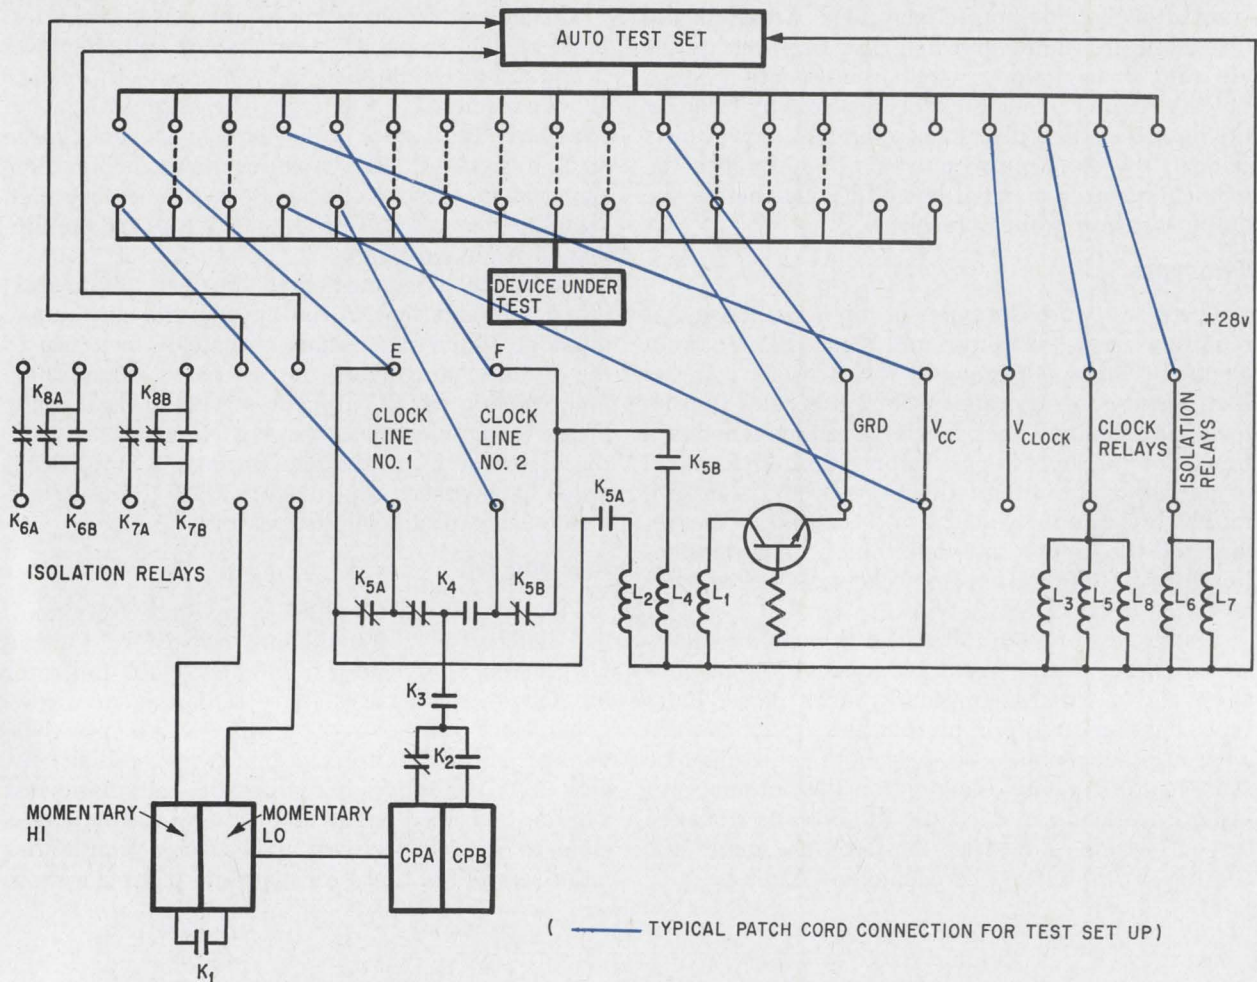 AUTO TEST SET
DEVICE UNDER
TEST
+28v
E
F
K8A
K8B
CLOCK
LINE
NO. 1
CLOCK
LINE
NO. 2
K5B
GRD
VCC
VCLOCK
CLOCK
RELAYS
ISOLATION
RELAYS
K6A
K6B
K7A
K7B
K5A
ISOLATION RELAYS
K5A
K4
K5B
L2
L4
L1
L3
L5
L8
L6
L7
K3
K2
MOMENTARY
HI
MOMENTARY
LO
CPA
CPB
K1
( TYPICAL PATCH CORD CONNECTION FOR TEST SET UP )